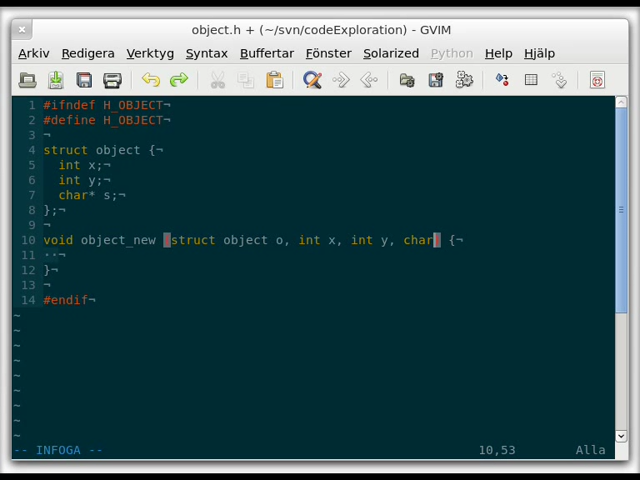 object.h + (~/svn/codeExploration) - GVIM
Arkiv Redigera Verktyg Syntax Buffertar Fönster Solarized Python Help Hjälp
1 #ifndef H_OBJECT¬
2 #define H_OBJECT¬
3 ¬
4 struct object {¬
5   int x;¬
6   int y;¬
7   char* s;¬
8 };¬
9 ¬
10 void object_new (struct object o, int x, int y, char) {¬
11 ··¬
12 }¬
13 ¬
14 #endif¬
~
~
~
~
~
~
~
~
~
-- INFOGA -- 10,53 Alla